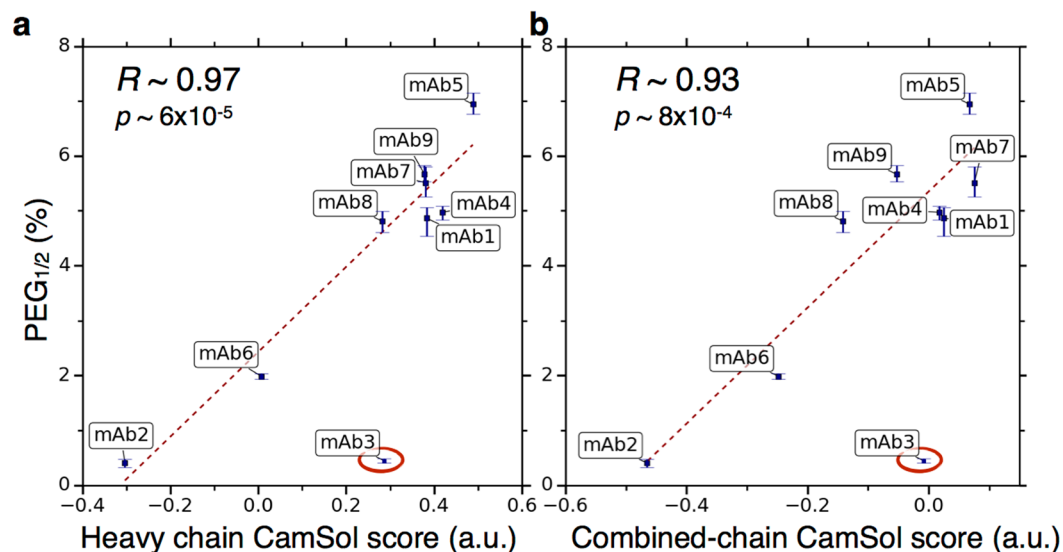 a
b
R ~ 0.97
p ~ 6x10⁻⁵
mAb5
mAb9
mAb7
mAb8
mAb4
mAb1
mAb6
mAb2
mAb3
8
6
4
2
0
PEG₁/₂ (%)
−0.4
−0.2
0.0
0.2
0.4
0.6
Heavy chain CamSol score (a.u.)
R ~ 0.93
p ~ 8x10⁻⁴
mAb5
mAb7
mAb9
mAb8
mAb4
mAb1
mAb6
mAb2
mAb3
8
6
4
2
0
−0.6
−0.4
−0.2
0.0
Combined-chain CamSol score (a.u.)